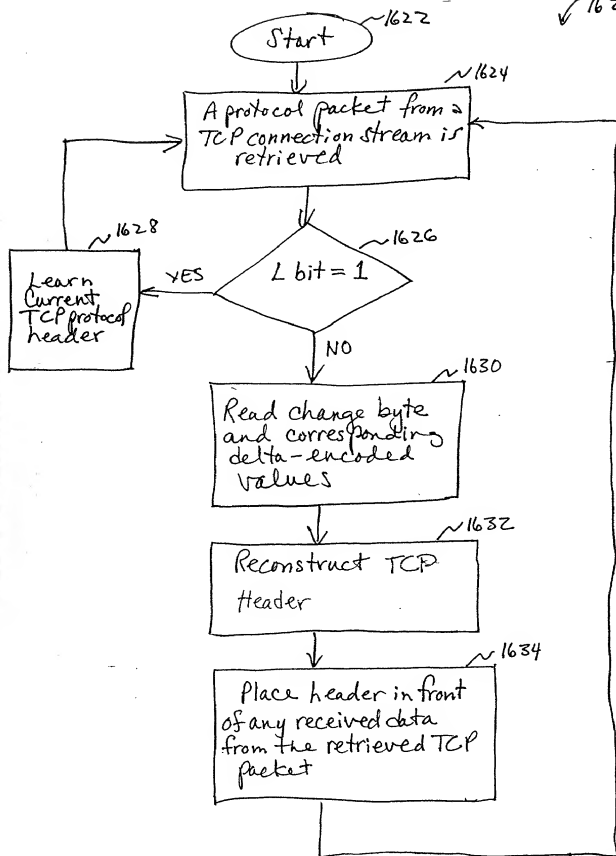 1622
Start
1624
A protocol packet from a
TCP connection stream is
retrieved
1628
1626
L bit = 1
YES
Learn
Current
TCP protocol
header
NO
1630
Read change byte
and corresponding
delta-encoded
values
1632
Reconstruct TCP
Header
1634
Place header in front
of any received data
from the retrieved TCP
packet